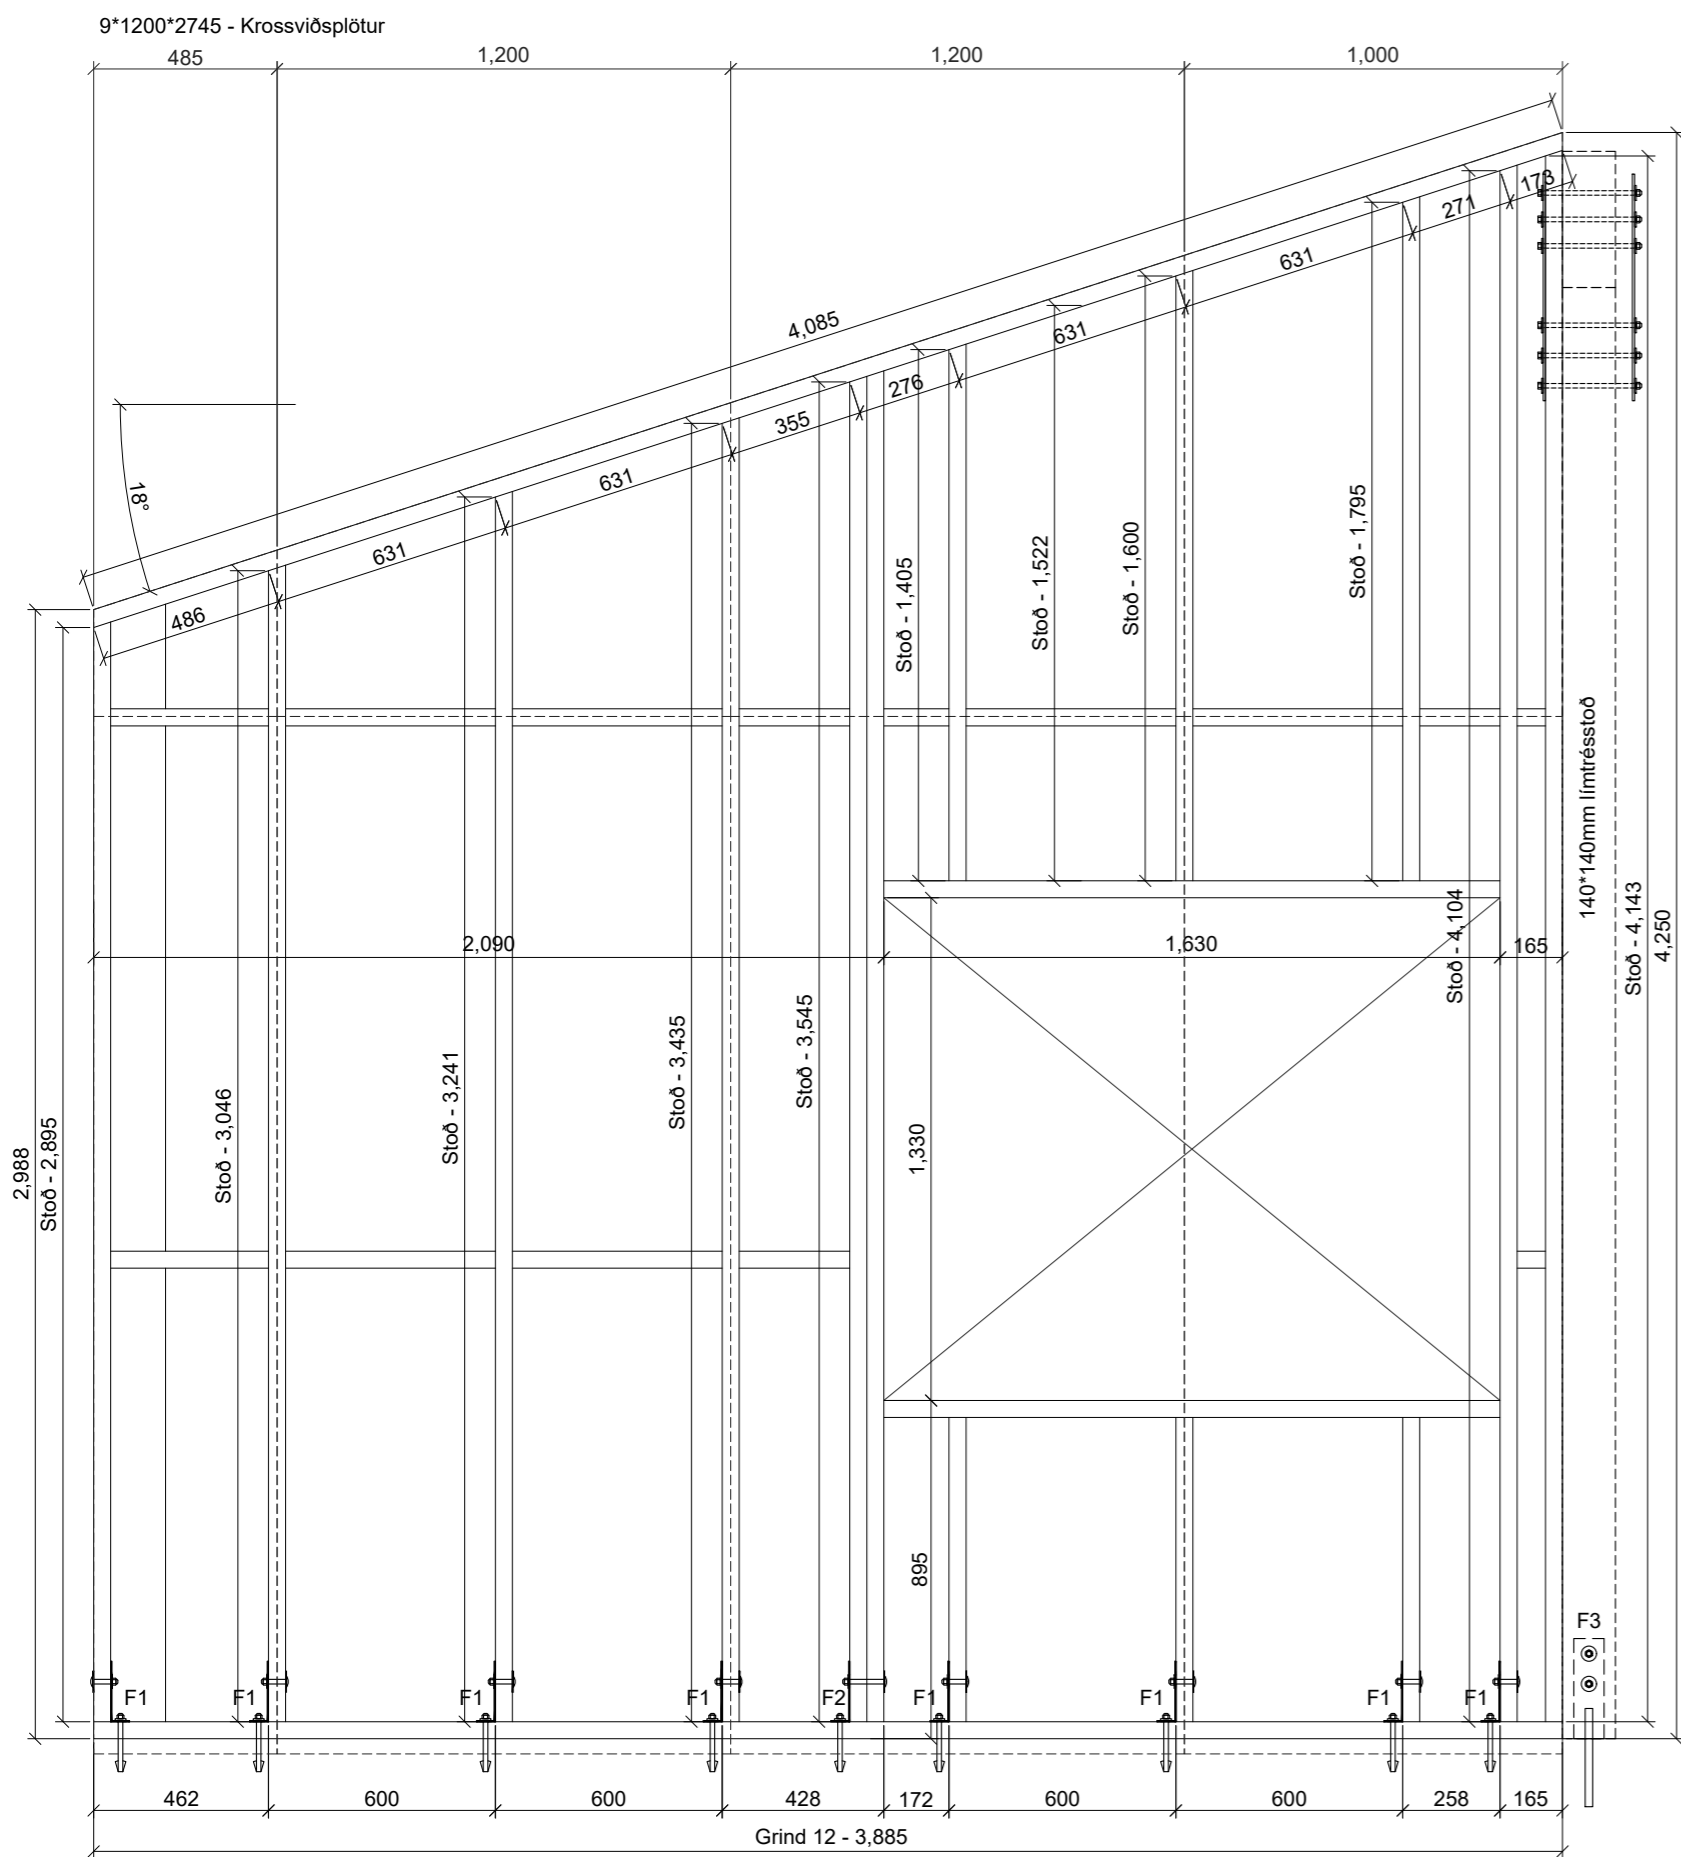 9*1200*2745 - Krossviðsplötur
485
1,200
1,200
1,000
4,085
173
271
631
631
276
355
631
631
486
18°
Stoð - 1,405
Stoð - 1,522
Stoð - 1,600
Stoð - 1,795
140*140mm límtrésstoð
Stoð - 4,104
Stoð - 4,143
4,250
2,090
1,630
165
2,988
Stoð - 2,895
Stoð - 3,046
Stoð - 3,241
Stoð - 3,435
Stoð - 3,545
1,330
895
F3
F1
F1
F1
F1
F2
F1
F1
F1
F1
462
600
600
428
172
600
600
258
165
Grind 12 - 3,885